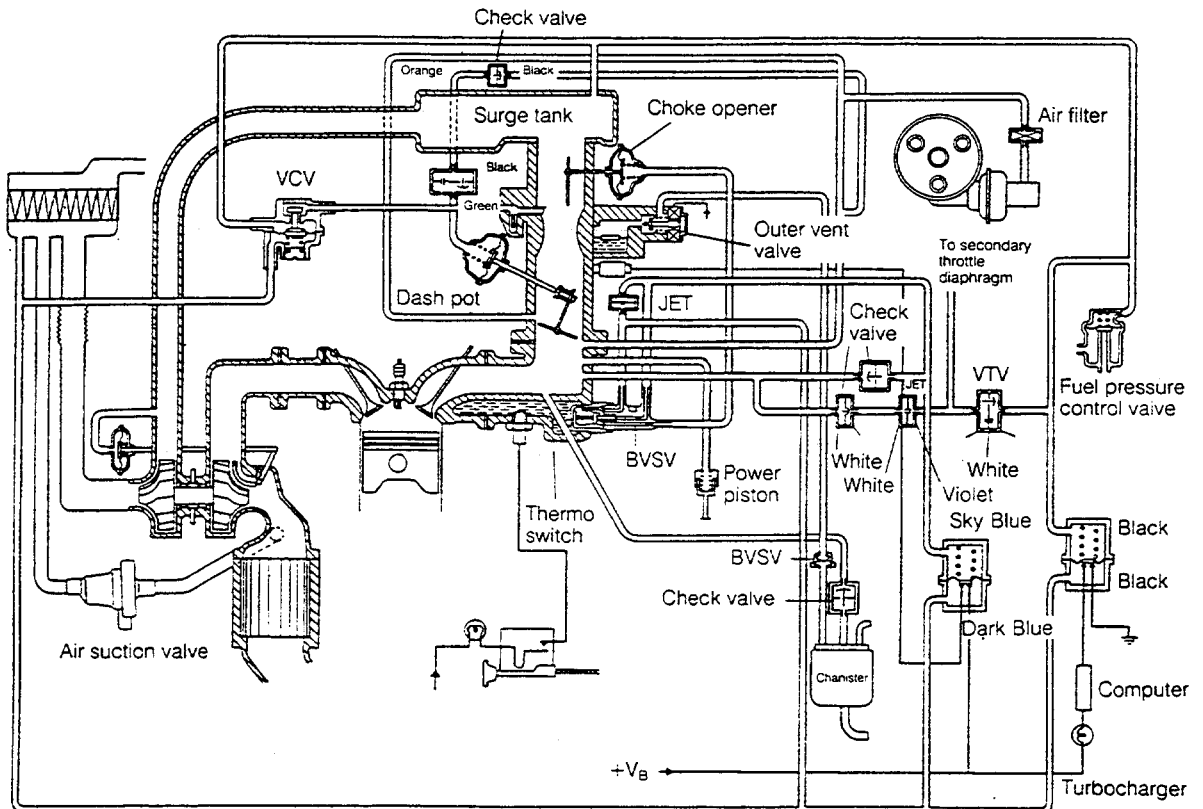 Check valve
Orange
Black
Surge tank
Choke opener
Air filter
Black
VCV
Green
Outer vent
valve
To secondary
throttle
diaphragm
Dash pot
JET
Check
valve
JET
VTV
Fuel pressure
control valve
BVSV
White
White
White
Power
piston
Violet
Thermo
switch
Sky Blue
Black
BVSV
Black
Check valve
Dark Blue
Air suction valve
Chanister
Computer
+VB
Turbocharger